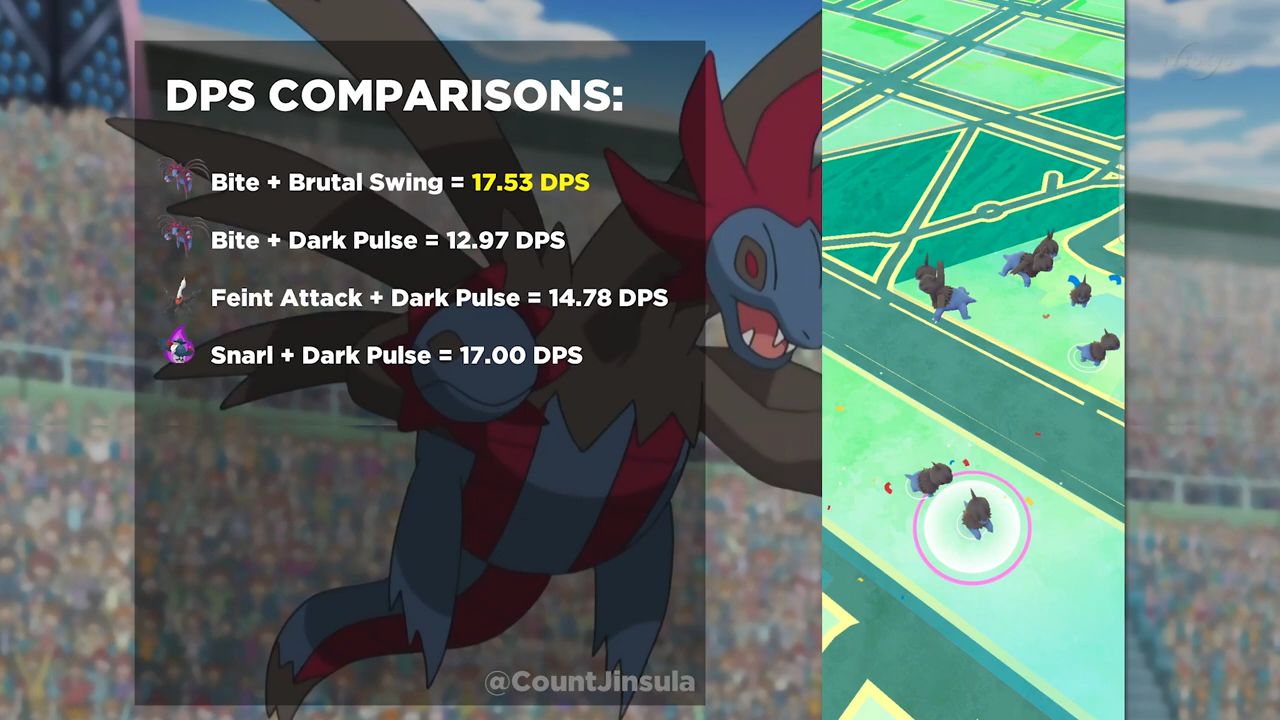 DPS COMPARISONS:
Bite + Brutal Swing = 17.53 DPS
Bite + Dark Pulse = 12.97 DPS
Feint Attack + Dark Pulse = 14.78 DPS
Snarl + Dark Pulse = 17.00 DPS
@CountJinsula